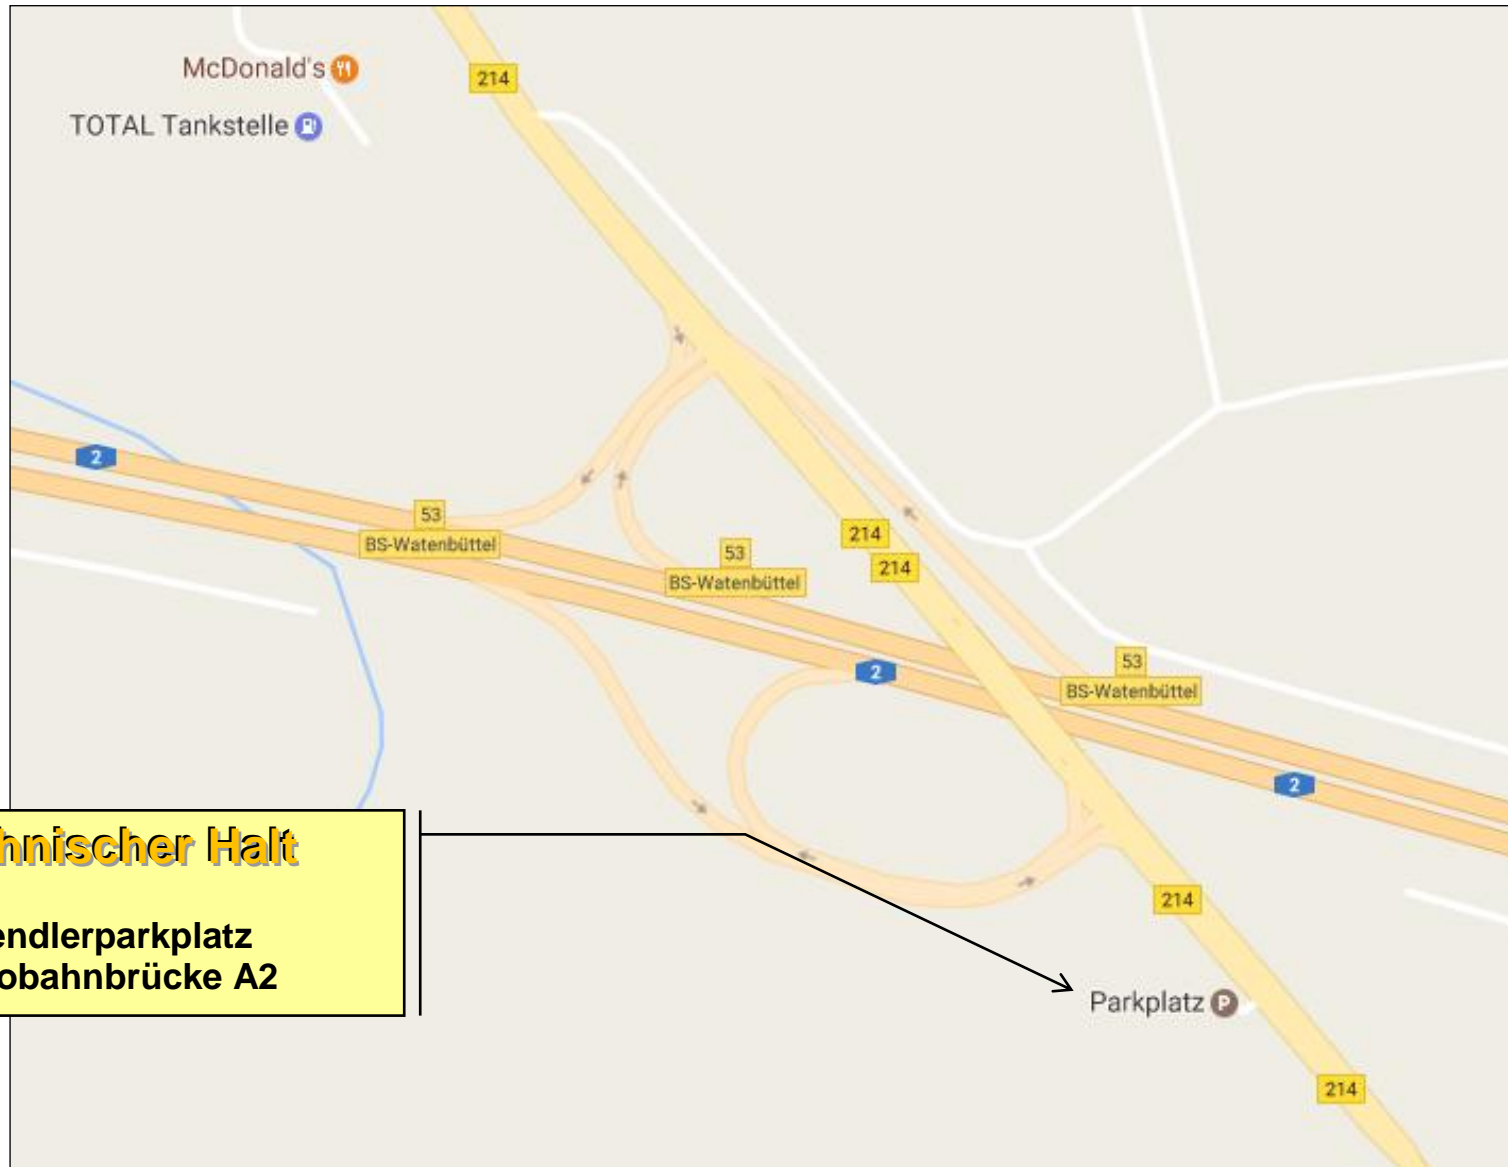 McDonald's
214
TOTAL Tankstelle
2
53
BS-Watenbüttel
214
53
BS-Watenbüttel
214
53
BS-Watenbüttel
2
2
hnischer Halt
endlerparkplatz
obahnbrücke A2
214
Parkplatz P
214